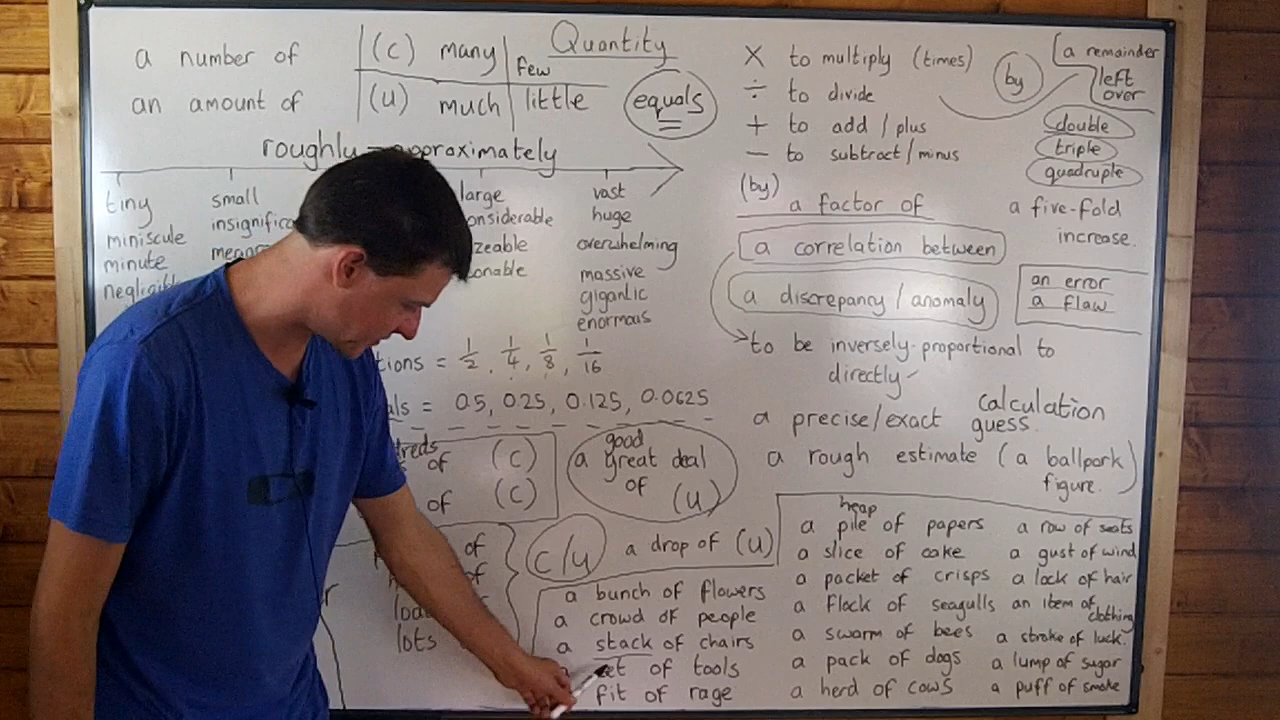 Quantity
a number of (C) many few
an amount of (U) much little
equals
roughly = approximately
tiny small large vast
miniscule considerable huge
minute sizeable overwhelming
massive
gigantic
enormous
= 1/2, 1/4, 1/8, 1/16
= 0.5, 0.25, 0.125, 0.0625
of (C)
of (C)
good
a great deal
of (U)
of
of
lots
C/U a drop of (U)
a bunch of flowers
a crowd of people
a stack of chairs
of tools
fit of rage
X to multiply (times)
÷ to divide
+ to add / plus
− to subtract / minus
by
a remainder
left
over
double
triple
quadruple
(by)
a factor of
a five-fold
increase.
a correlation between
a discrepancy / anomaly
an error
a flaw
to be inversely-proportional to
directly-
a precise/exact calculation
guess.
a rough estimate (a ballpark
figure.)
heap
a pile of papers
a slice of cake
a packet of crisps
a flock of seagulls
a swarm of bees
a pack of dogs
a herd of cows
a row of seats
a gust of wind
a lock of hair
an item of clothing
a stroke of luck.
a lump of sugar
a puff of smoke